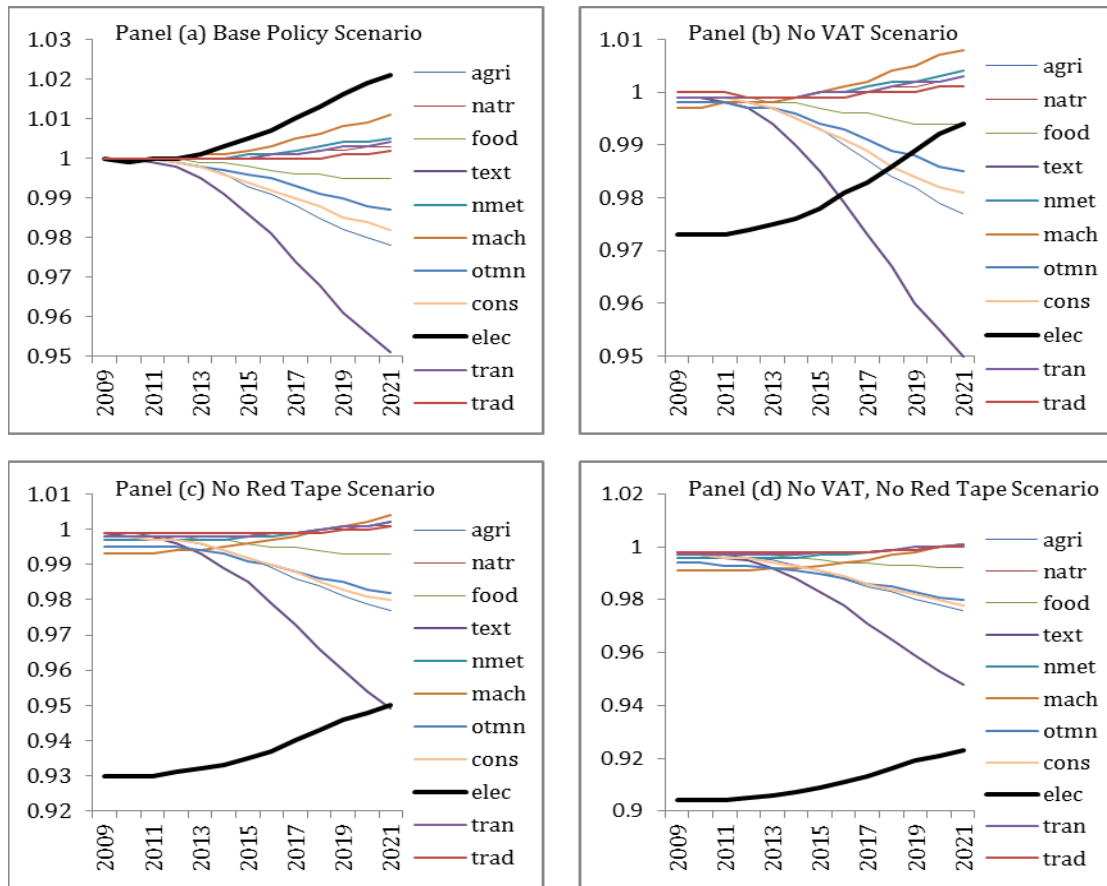 Panel (a) Base Policy Scenario
1.03
1.02
1.01
1
0.99
0.98
0.97
0.96
0.95
2009
2011
2013
2015
2017
2019
2021
agri
natr
food
text
nmet
mach
otmn
cons
elec
tran
trad
Panel (b) No VAT Scenario
1.01
1
0.99
0.98
0.97
0.96
0.95
2009
2011
2013
2015
2017
2019
2021
agri
natr
food
text
nmet
mach
otmn
cons
elec
tran
trad
Panel (c) No Red Tape Scenario
1.01
1
0.99
0.98
0.97
0.96
0.95
0.94
0.93
0.92
2009
2011
2013
2015
2017
2019
2021
agri
natr
food
text
nmet
mach
otmn
cons
elec
tran
trad
Panel (d) No VAT, No Red Tape Scenario
1.02
1
0.98
0.96
0.94
0.92
0.9
2009
2011
2013
2015
2017
2019
2021
agri
natr
food
text
nmet
mach
otmn
cons
elec
tran
trad